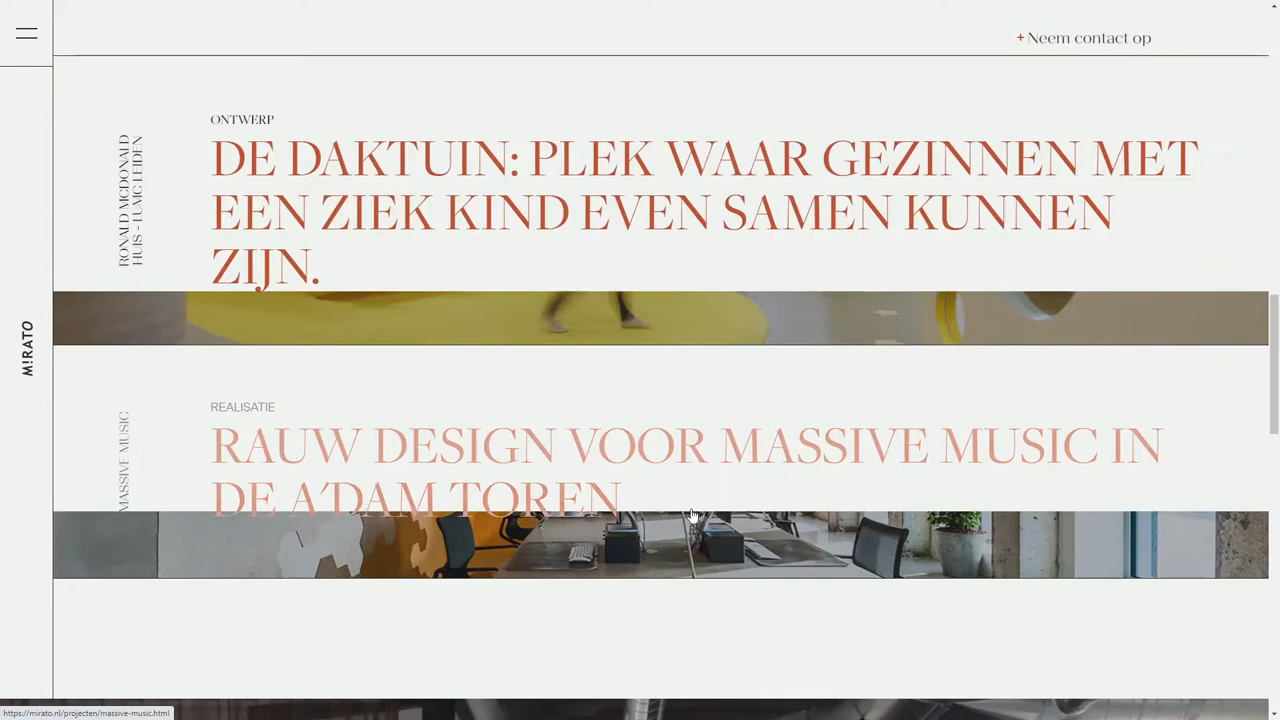 + Neem contact op
ONTWERP
RONALD MCDONALD
HUIS - LUMC LEIDEN
DE DAKTUIN: PLEK WAAR GEZINNEN MET
EEN ZIEK KIND EVEN SAMEN KUNNEN
ZIJN.
M!RATO
REALISATIE
MASSIVE MUSIC
RAUW DESIGN VOOR MASSIVE MUSIC IN
DE A'DAM TOREN
https://mirato.nl/projecten/massive-music.html